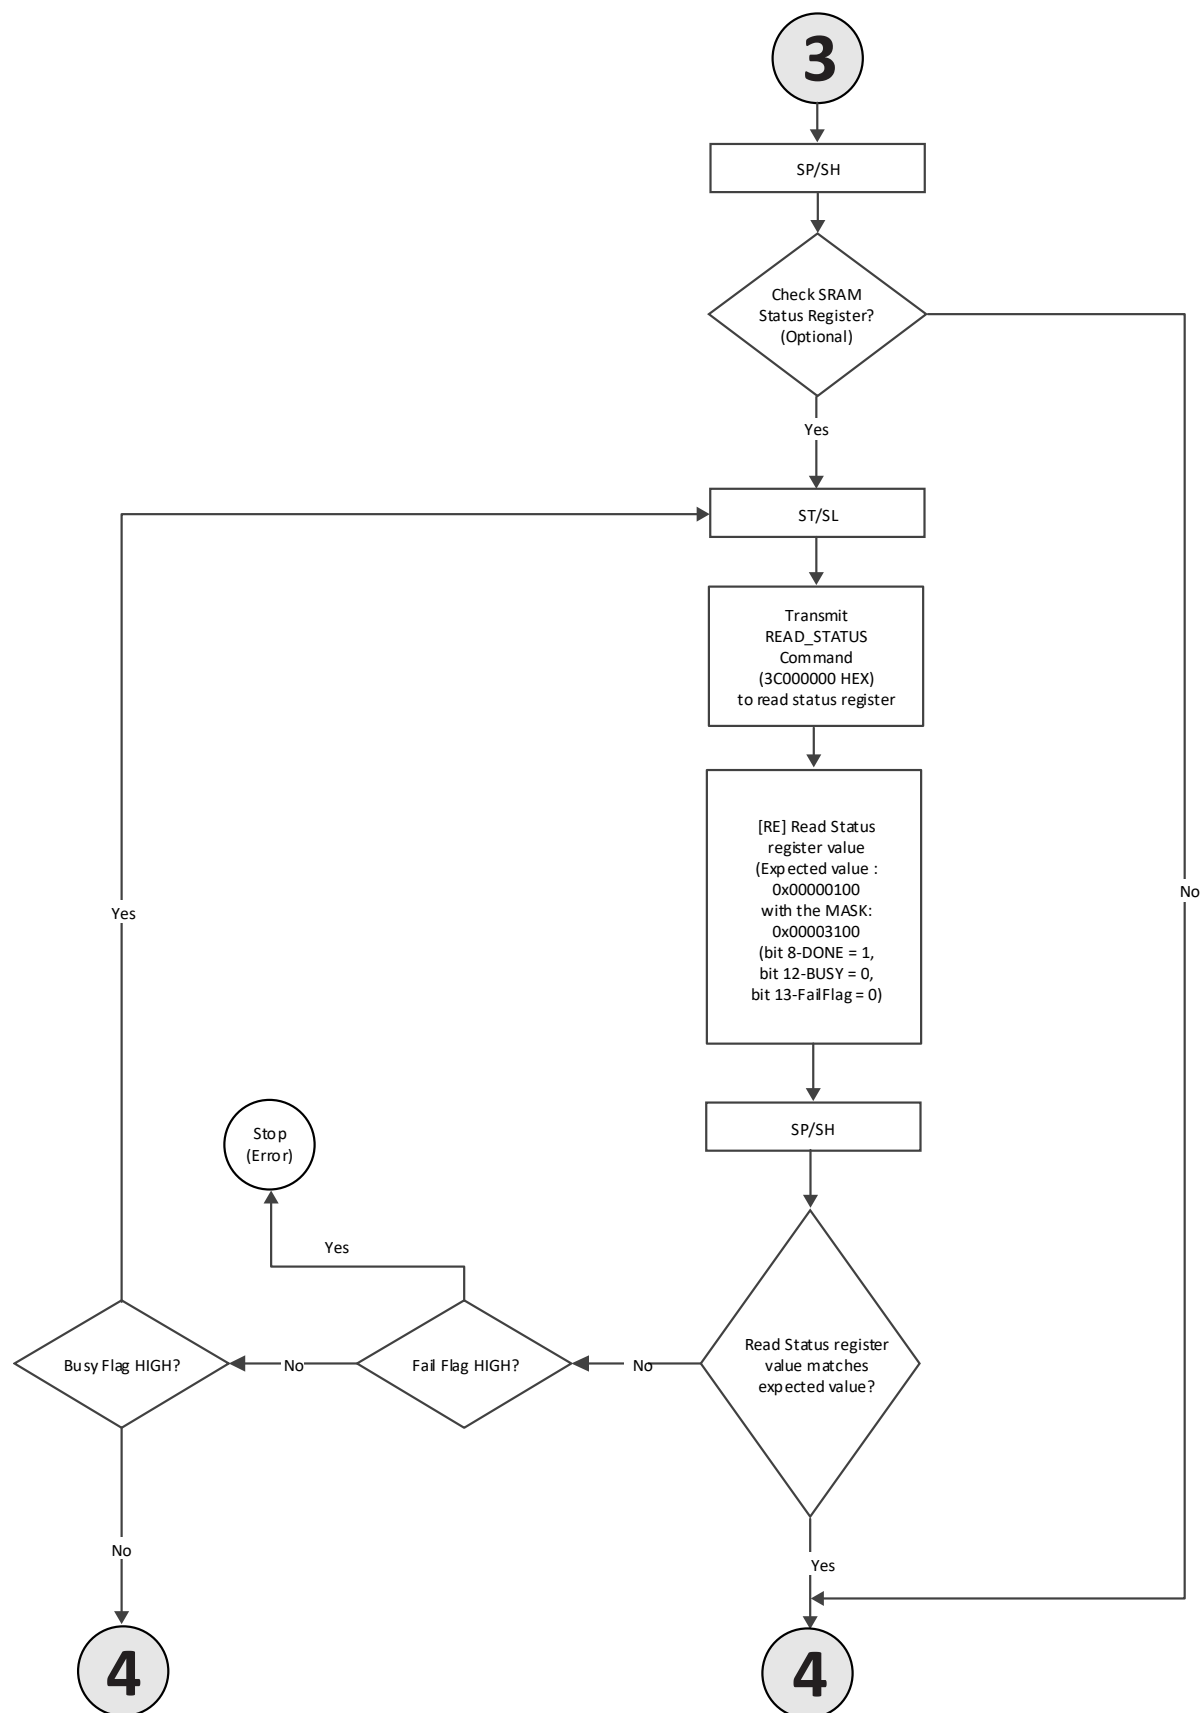 3
SP/SH
Check SRAM
Status Register?
(Optional)
Yes
ST/SL
Transmit
READ_STATUS
Command
(3C000000 HEX)
to read status register
[RE] Read Status
register value
(Expected value :
0x00000100
with the MASK:
0x00003100
(bit 8-DONE = 1,
bit 12-BUSY = 0,
bit 13-FailFlag = 0)
No
Yes
SP/SH
Stop
(Error)
Yes
Busy Flag HIGH?
No
Fail Flag HIGH?
No
Read Status register
value matches
expected value?
No
Yes
4
4